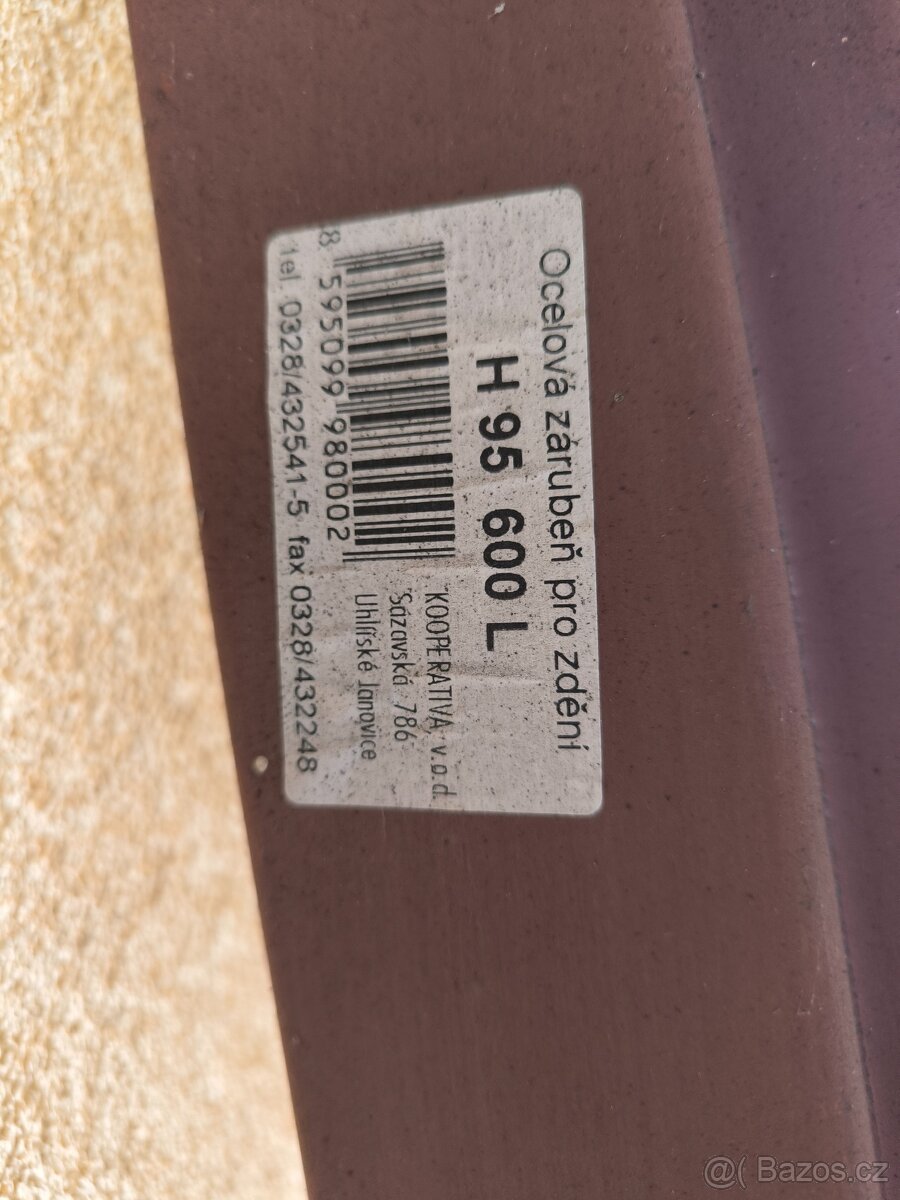 Ocelová zárubeň pro zdění
H 95 600 L
KOOPERATIVA, v.o.d.
Sázavská 786
Uhlířské Janovice
8 595099 980002
Tel. 0328/432541-5 fax 0328/432248
@( Bazos.cz